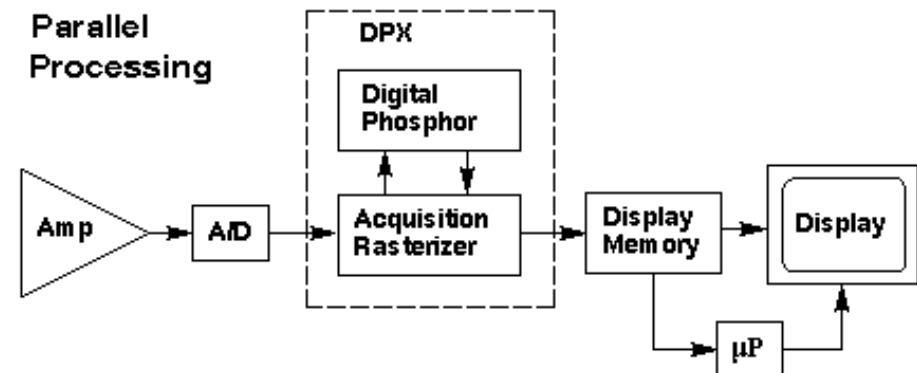 Parallel
Processing
DPX
Digital
Phosphor
Amp
A/D
Acquisition
Rasterizer
Display
Memory
Display
µP